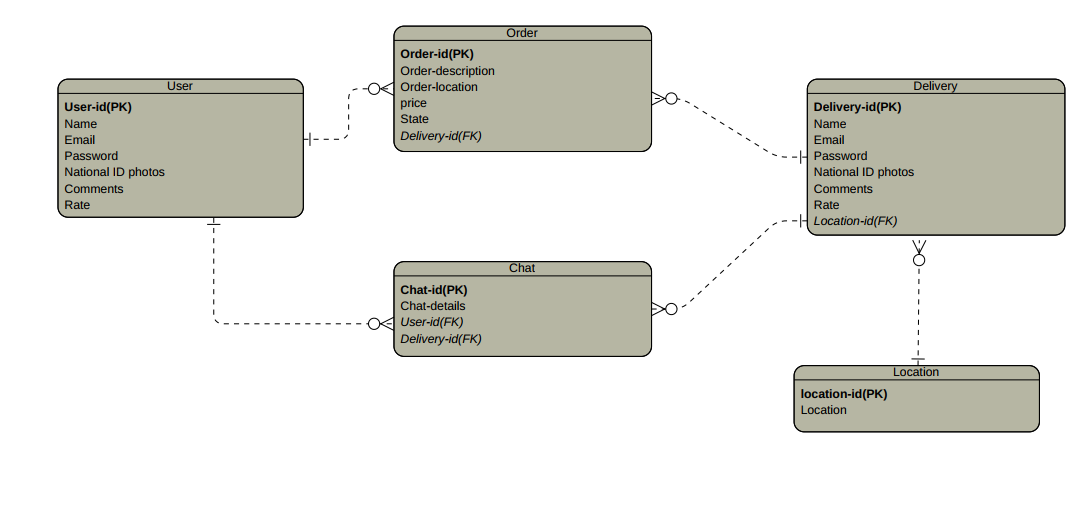 User
User-id(PK)
Name
Email
Password
National ID photos
Comments
Rate
Order
Order-id(PK)
Order-description
Order-location
price
State
Delivery-id(FK)
Delivery
Delivery-id(PK)
Name
Email
Password
National ID photos
Comments
Rate
Location-id(FK)
Chat
Chat-id(PK)
Chat-details
User-id(FK)
Delivery-id(FK)
Location
location-id(PK)
Location